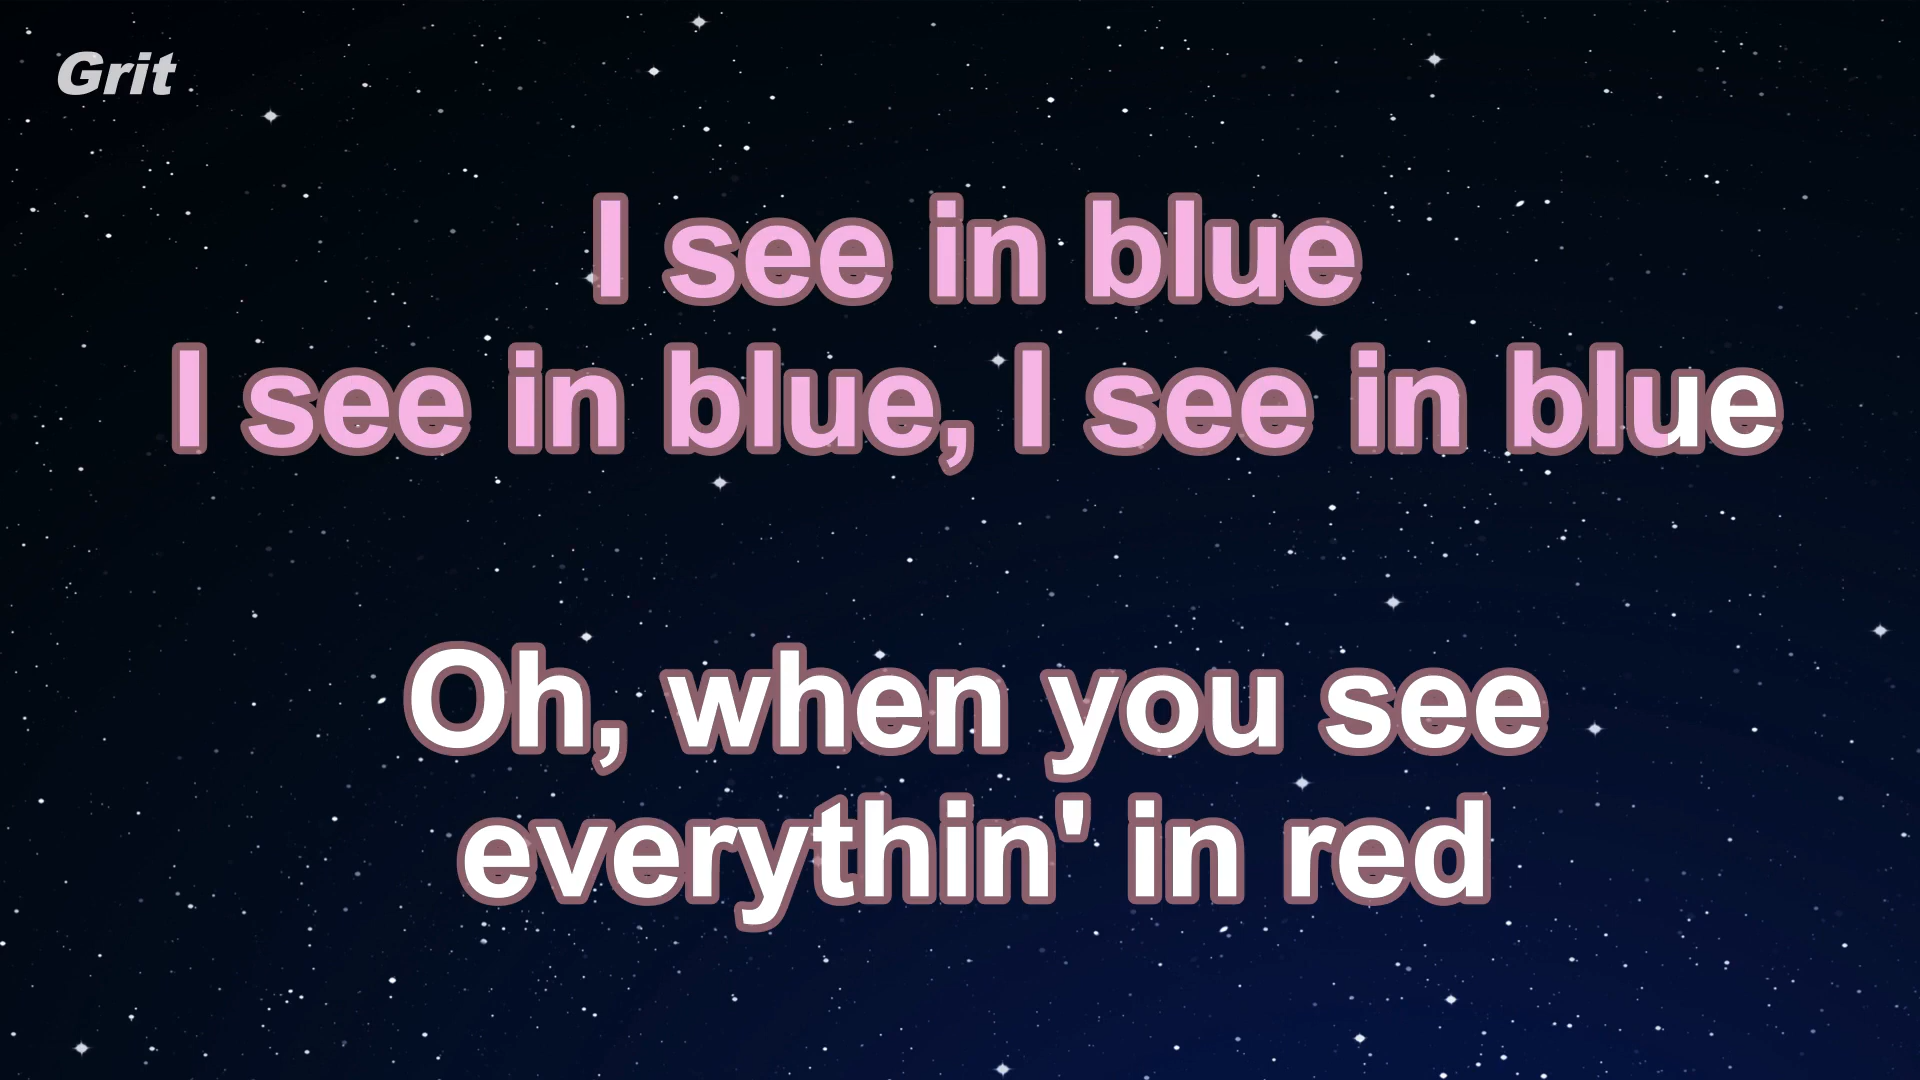 Grit
I see in blue
I see in blue, I see in blue
Oh, when you see
everythin' in red